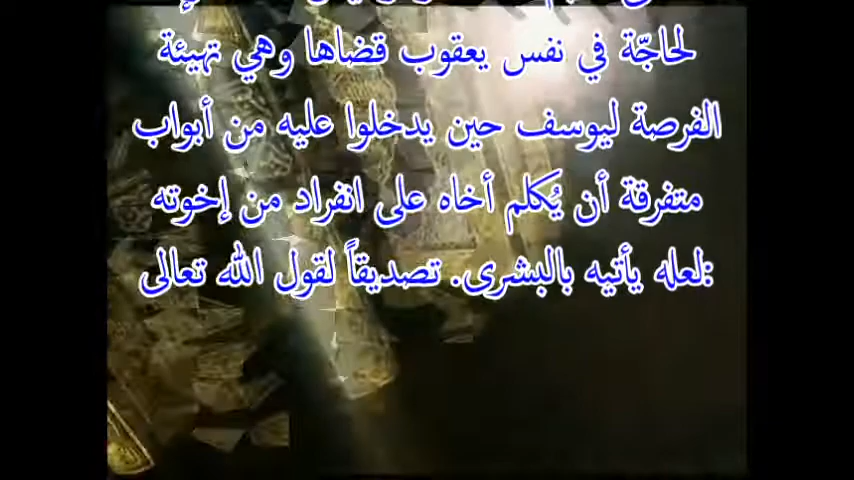 لحاجّة في نفس يعقوب قضاها وهي تهيئة
الفرصة ليوسف حين يدخلوا عليه من أبواب
متفرقة أن يُكلم أخاه على انفراد من إخوته
لعله يأتيه بالبشرى. تصديقاً لقول الله تعالى: